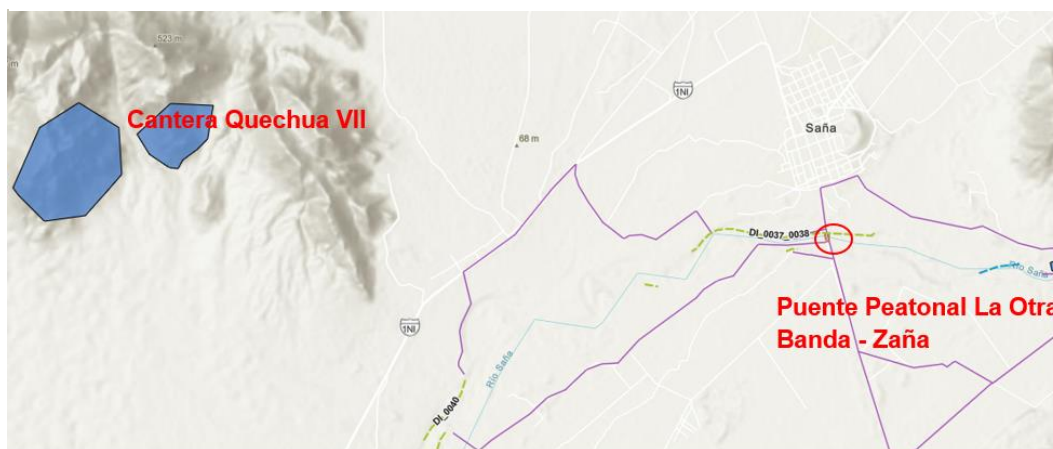 523 m
m
Cantera Quechua VII
1NI
Saña
68 m
DI_0037_0038
Río Saña
Puente Peatonal La Otra
Banda - Zaña
1NI
Río Saña
DI_0040